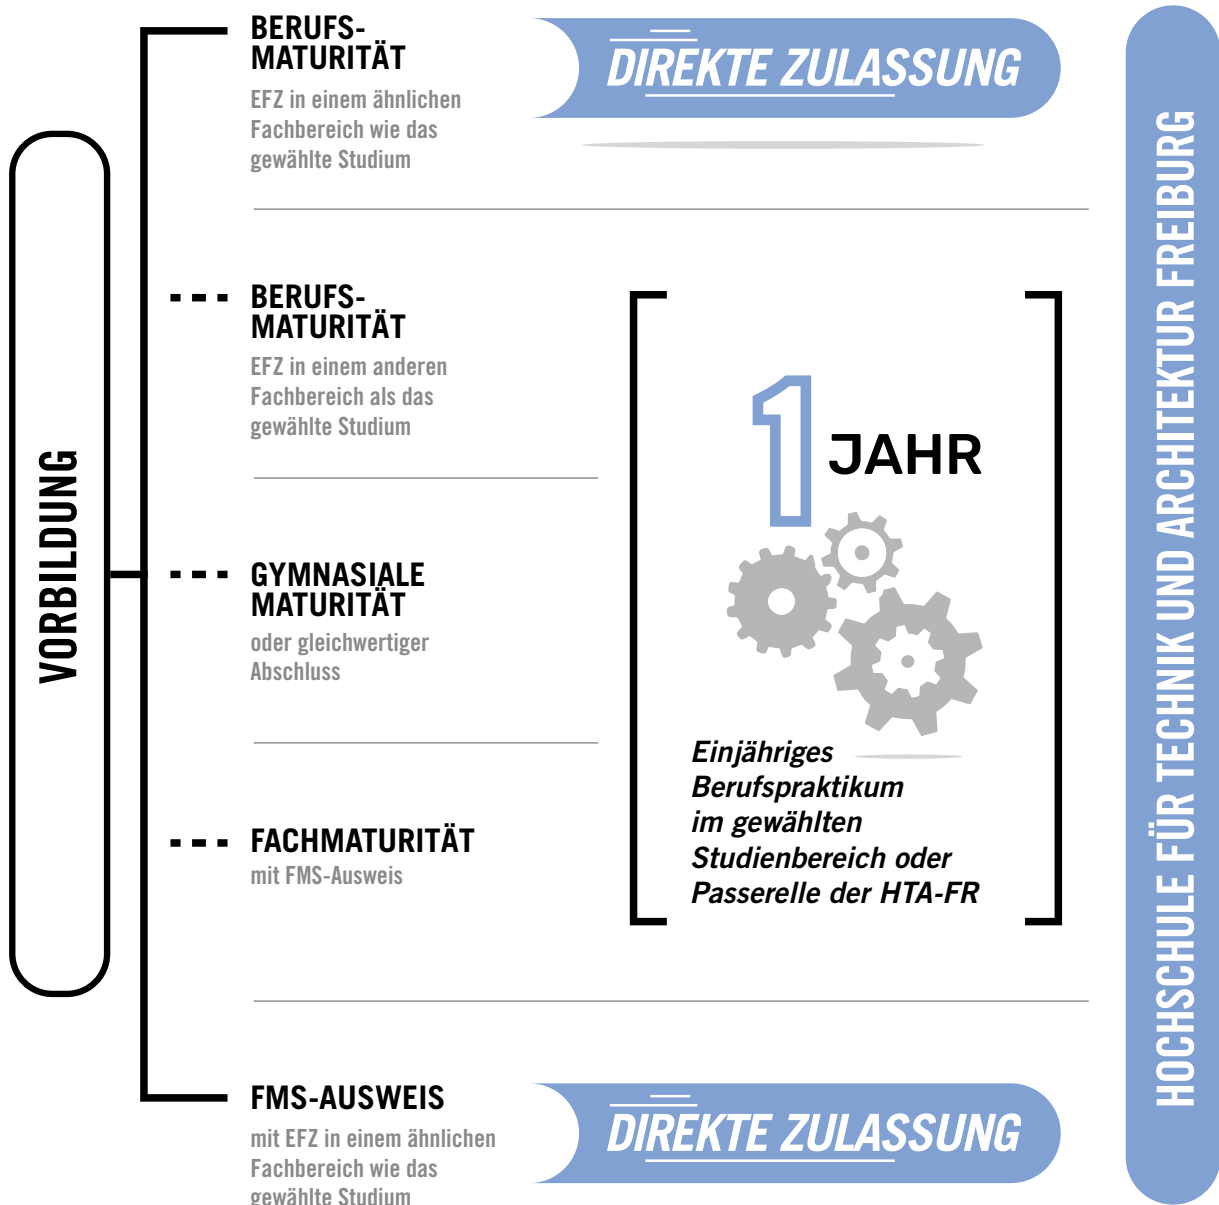 VORBILDUNG
BERUFS-
MATURITÄT
EFZ in einem ähnlichen
Fachbereich wie das
gewählte Studium
DIREKTE ZULASSUNG
BERUFS-
MATURITÄT
EFZ in einem anderen
Fachbereich als das
gewählte Studium
GYMNASIALE
MATURITÄT
oder gleichwertiger
Abschluss
FACHMATURITÄT
mit FMS-Ausweis
1 JAHR
Einjähriges
Berufspraktikum
im gewählten
Studienbereich oder
Passerelle der HTA-FR
FMS-AUSWEIS
mit EFZ in einem ähnlichen
Fachbereich wie das
gewählte Studium
DIREKTE ZULASSUNG
HOCHSCHULE FÜR TECHNIK UND ARCHITEKTUR FREIBURG